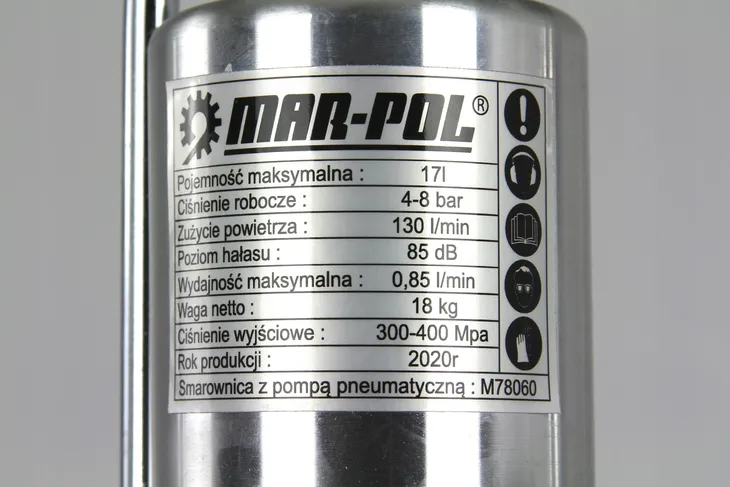 MAR-POL®
Pojemność maksymalna : 17l
Ciśnienie robocze : 4-8 bar
Zużycie powietrza : 130 l/min
Poziom hałasu : 85 dB
Wydajność maksymalna : 0,85 l/min
Waga netto : 18 kg
Ciśnienie wyjściowe : 300-400 Mpa
Rok produkcji : 2020r
Smarownica z pompą pneumatyczną : M78060